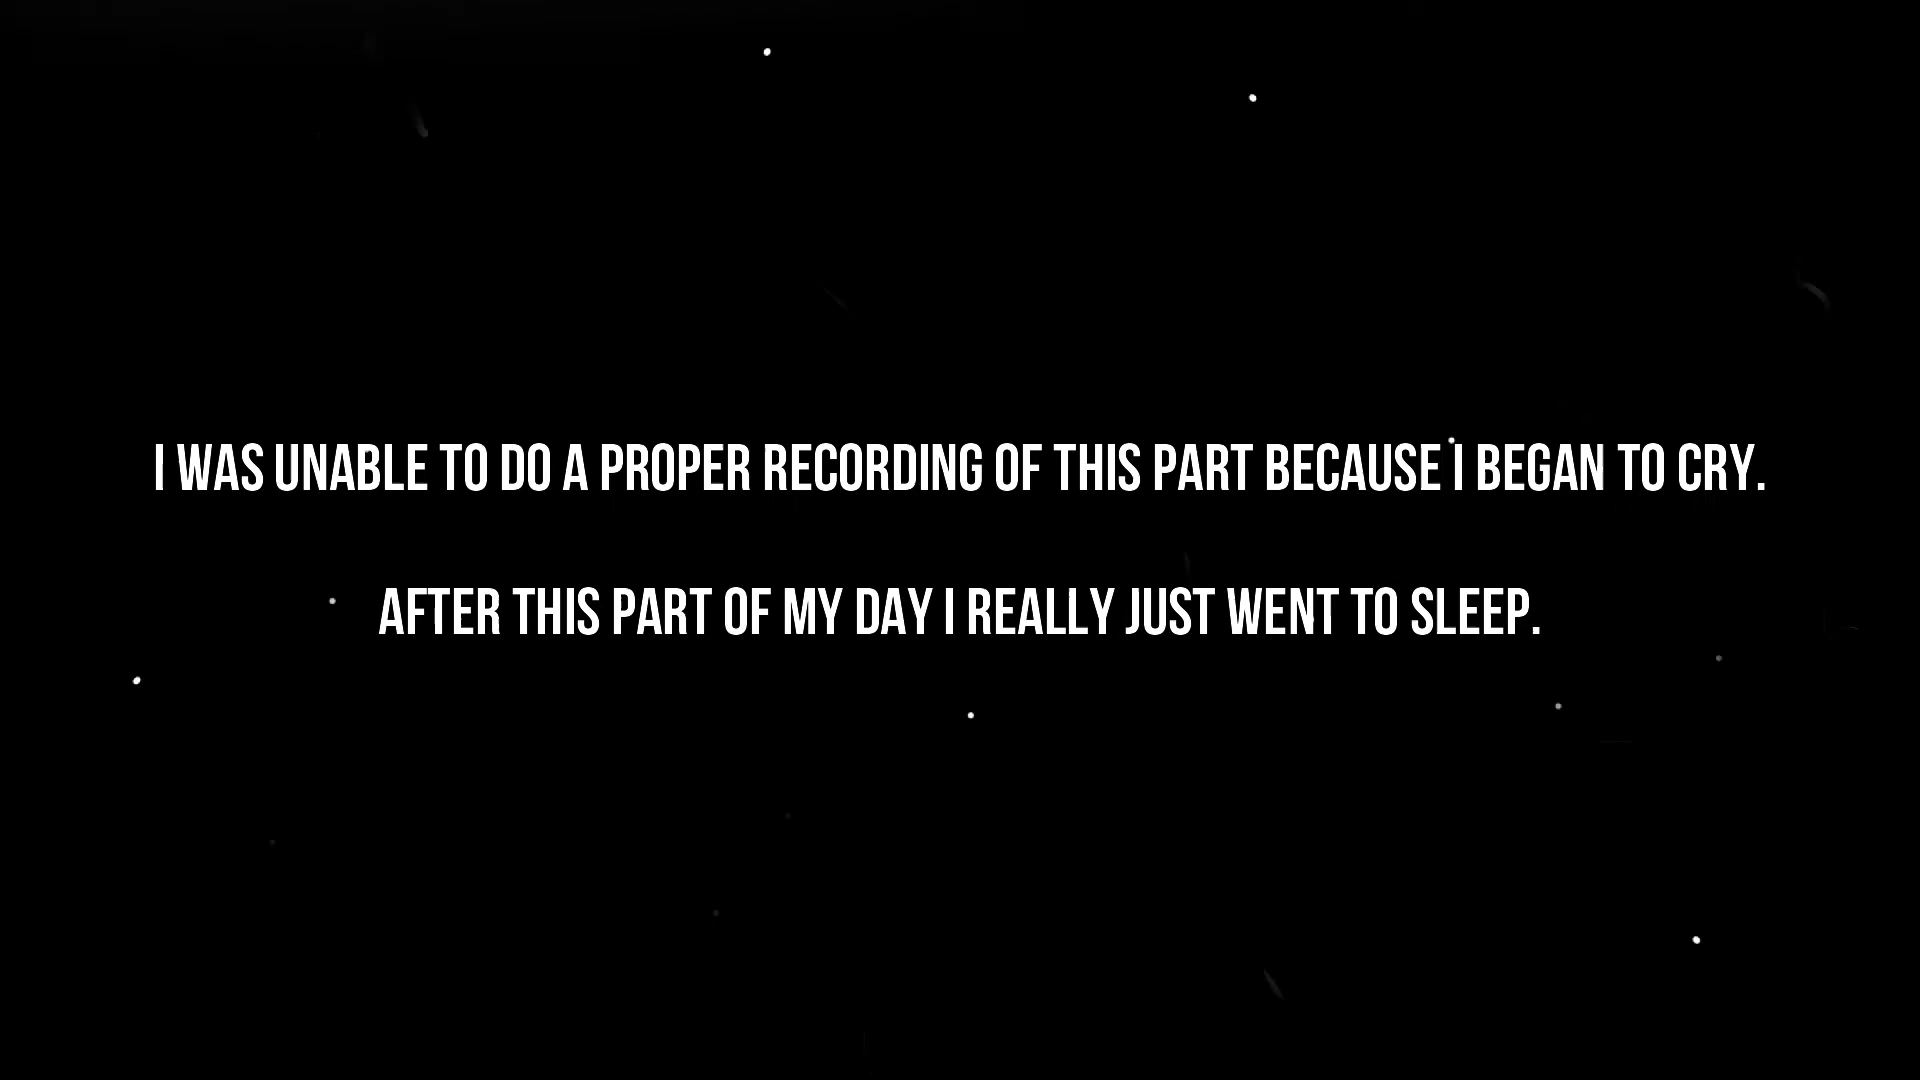 I WAS UNABLE TO DO A PROPER RECORDING OF THIS PART BECAUSE I BEGAN TO CRY.
AFTER THIS PART OF MY DAY I REALLY JUST WENT TO SLEEP.